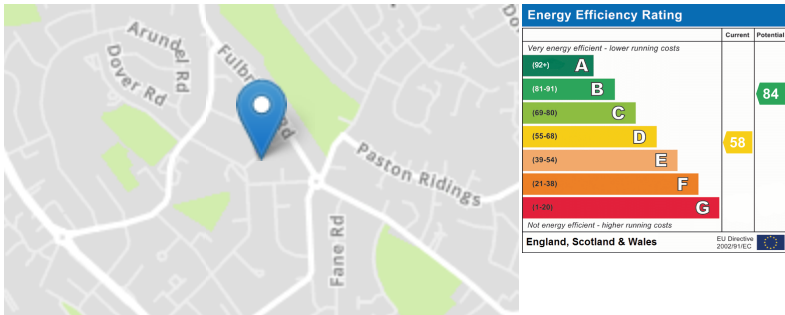 Arundel Rd
Dover Rd
Paston Ridings
Fane Rd
Energy Efficiency Rating
Current Potential
Very energy efficient - lower running costs
(92+) A
(81-91) B
84
(69-80) C
(55-68) D
58
(39-54) E
(21-38) F
(1-20) G
Not energy efficient - higher running costs
England, Scotland & Wales
EU Directive
2002/91/EC